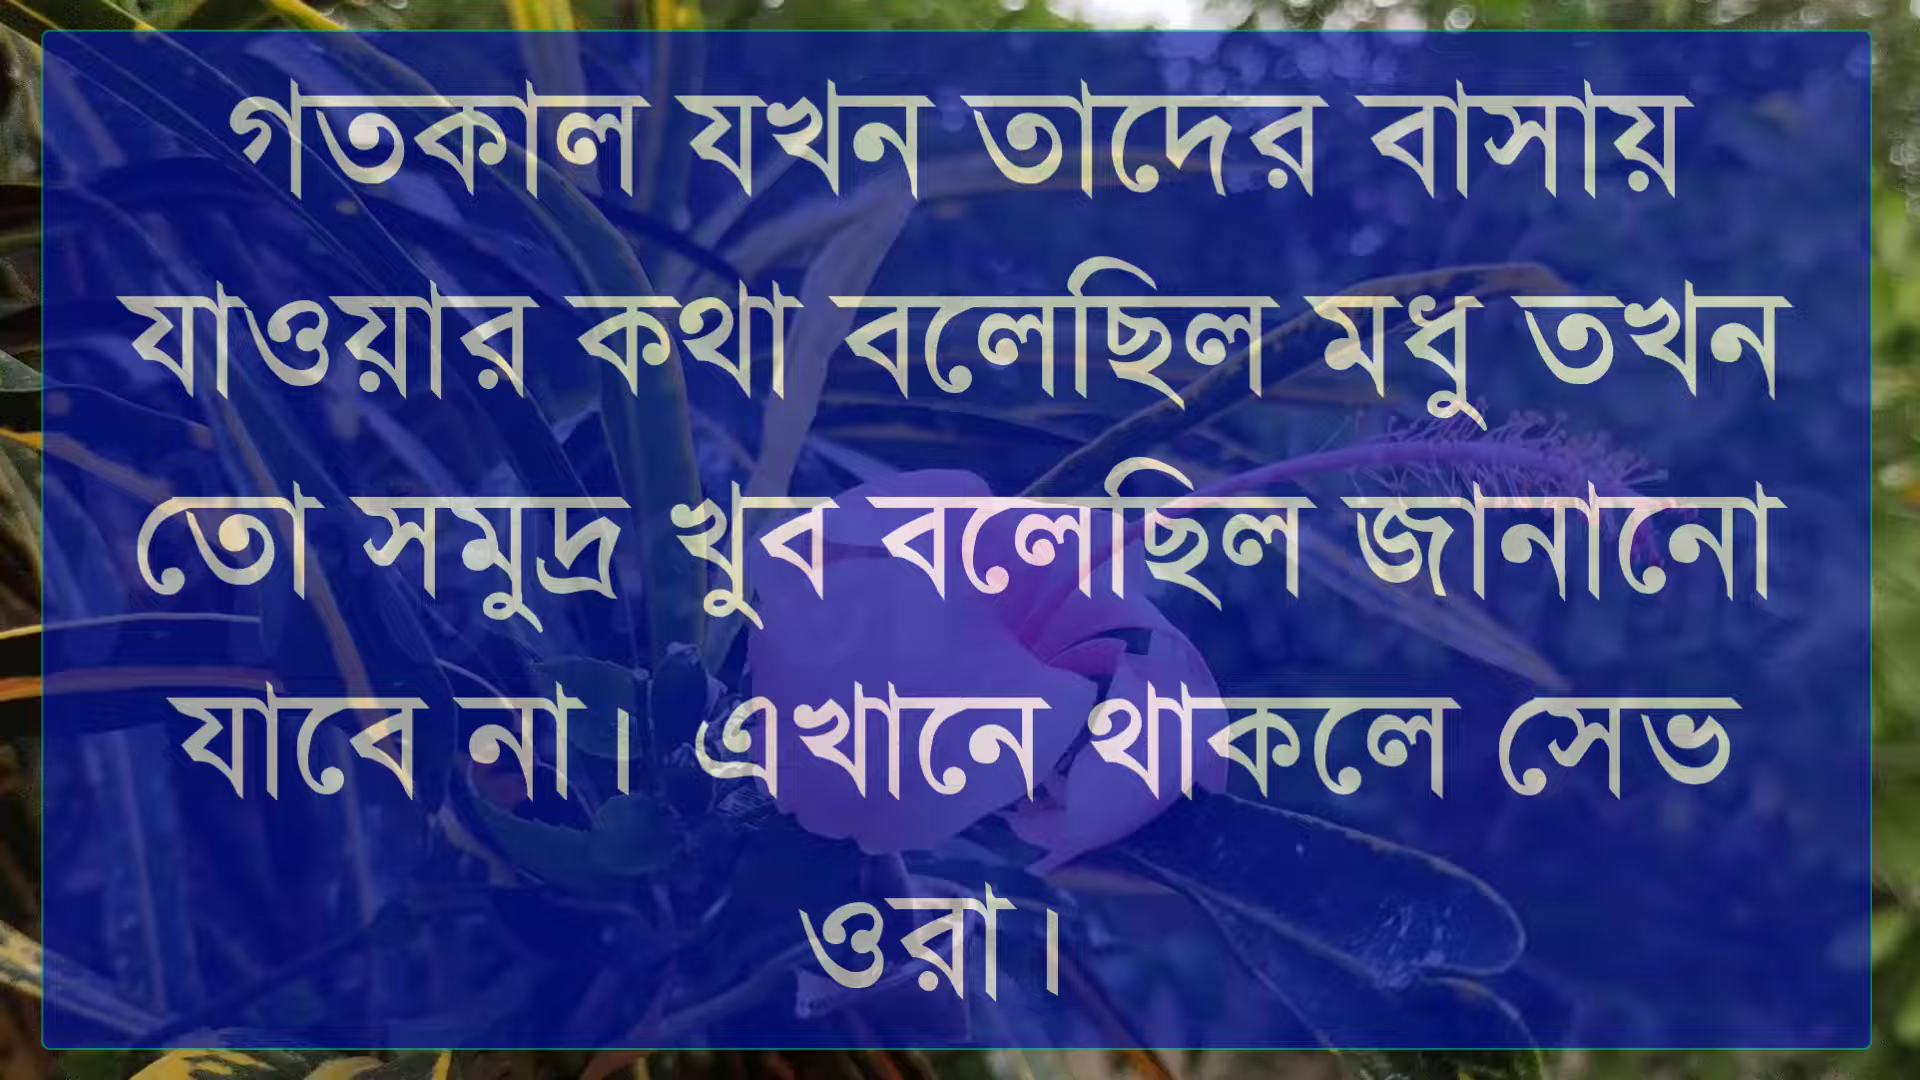 গতকাল যখন তাদের বাসায়
যাওয়ার কথা বলেছিল মধু তখন
তো সমুদ্র খুব বলেছিল জানানো
যাবে না। এখানে থাকলে সেভ
ওরা।